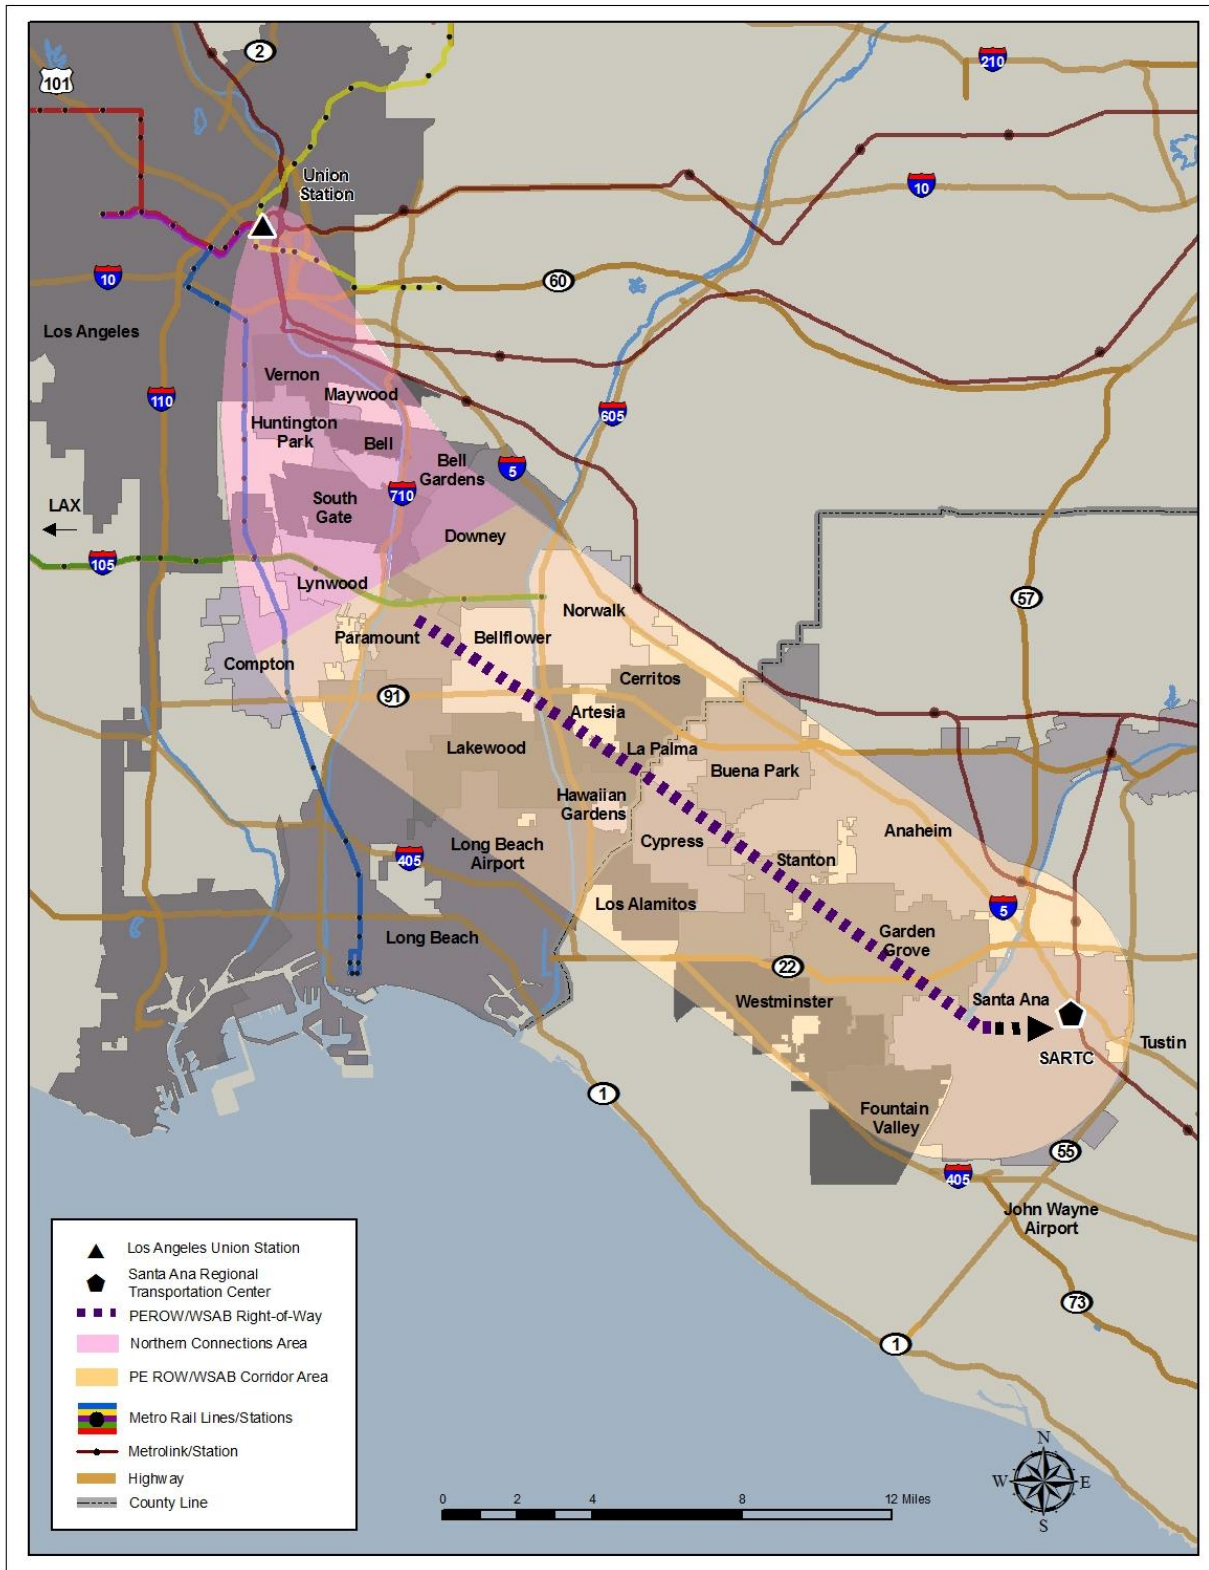 2
101
210
Union
Station
10
10
60
Los Angeles
Vernon
Maywood
110
605
Huntington
Park
Bell
Bell
Gardens
5
710
LAX
South
Gate
Downey
105
Lynwood
57
Norwalk
Paramount
Bellflower
Compton
Cerritos
91
Artesia
Lakewood
La Palma
Buena Park
Hawaiian
Gardens
Anaheim
Cypress
Long Beach
Airport
405
Stanton
Los Alamitos
5
Long Beach
Garden
Grove
22
Westminster
Santa Ana
Tustin
SARTC
1
Fountain
Valley
55
405
John Wayne
Airport
73
1
Los Angeles Union Station
Santa Ana Regional
Transportation Center
PEROW/WSAB Right-of-Way
Northern Connections Area
PE ROW/WSAB Corridor Area
Metro Rail Lines/Stations
Metrolink/Station
Highway
County Line
0 2 4 8 12 Miles
N
W E
S